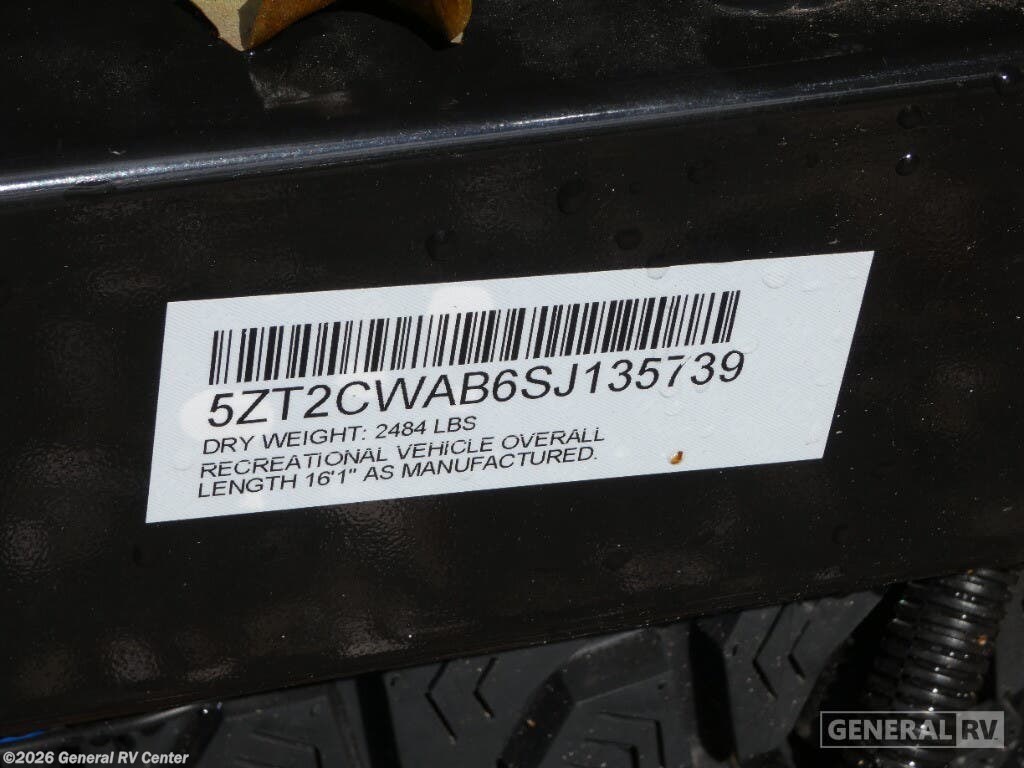 5ZT2CWAB6SJ135739
DRY WEIGHT: 2484 LBS
RECREATIONAL VEHICLE OVERALL
LENGTH 16'1" AS MANUFACTURED.
GENERAL RV
©2026 General RV Center